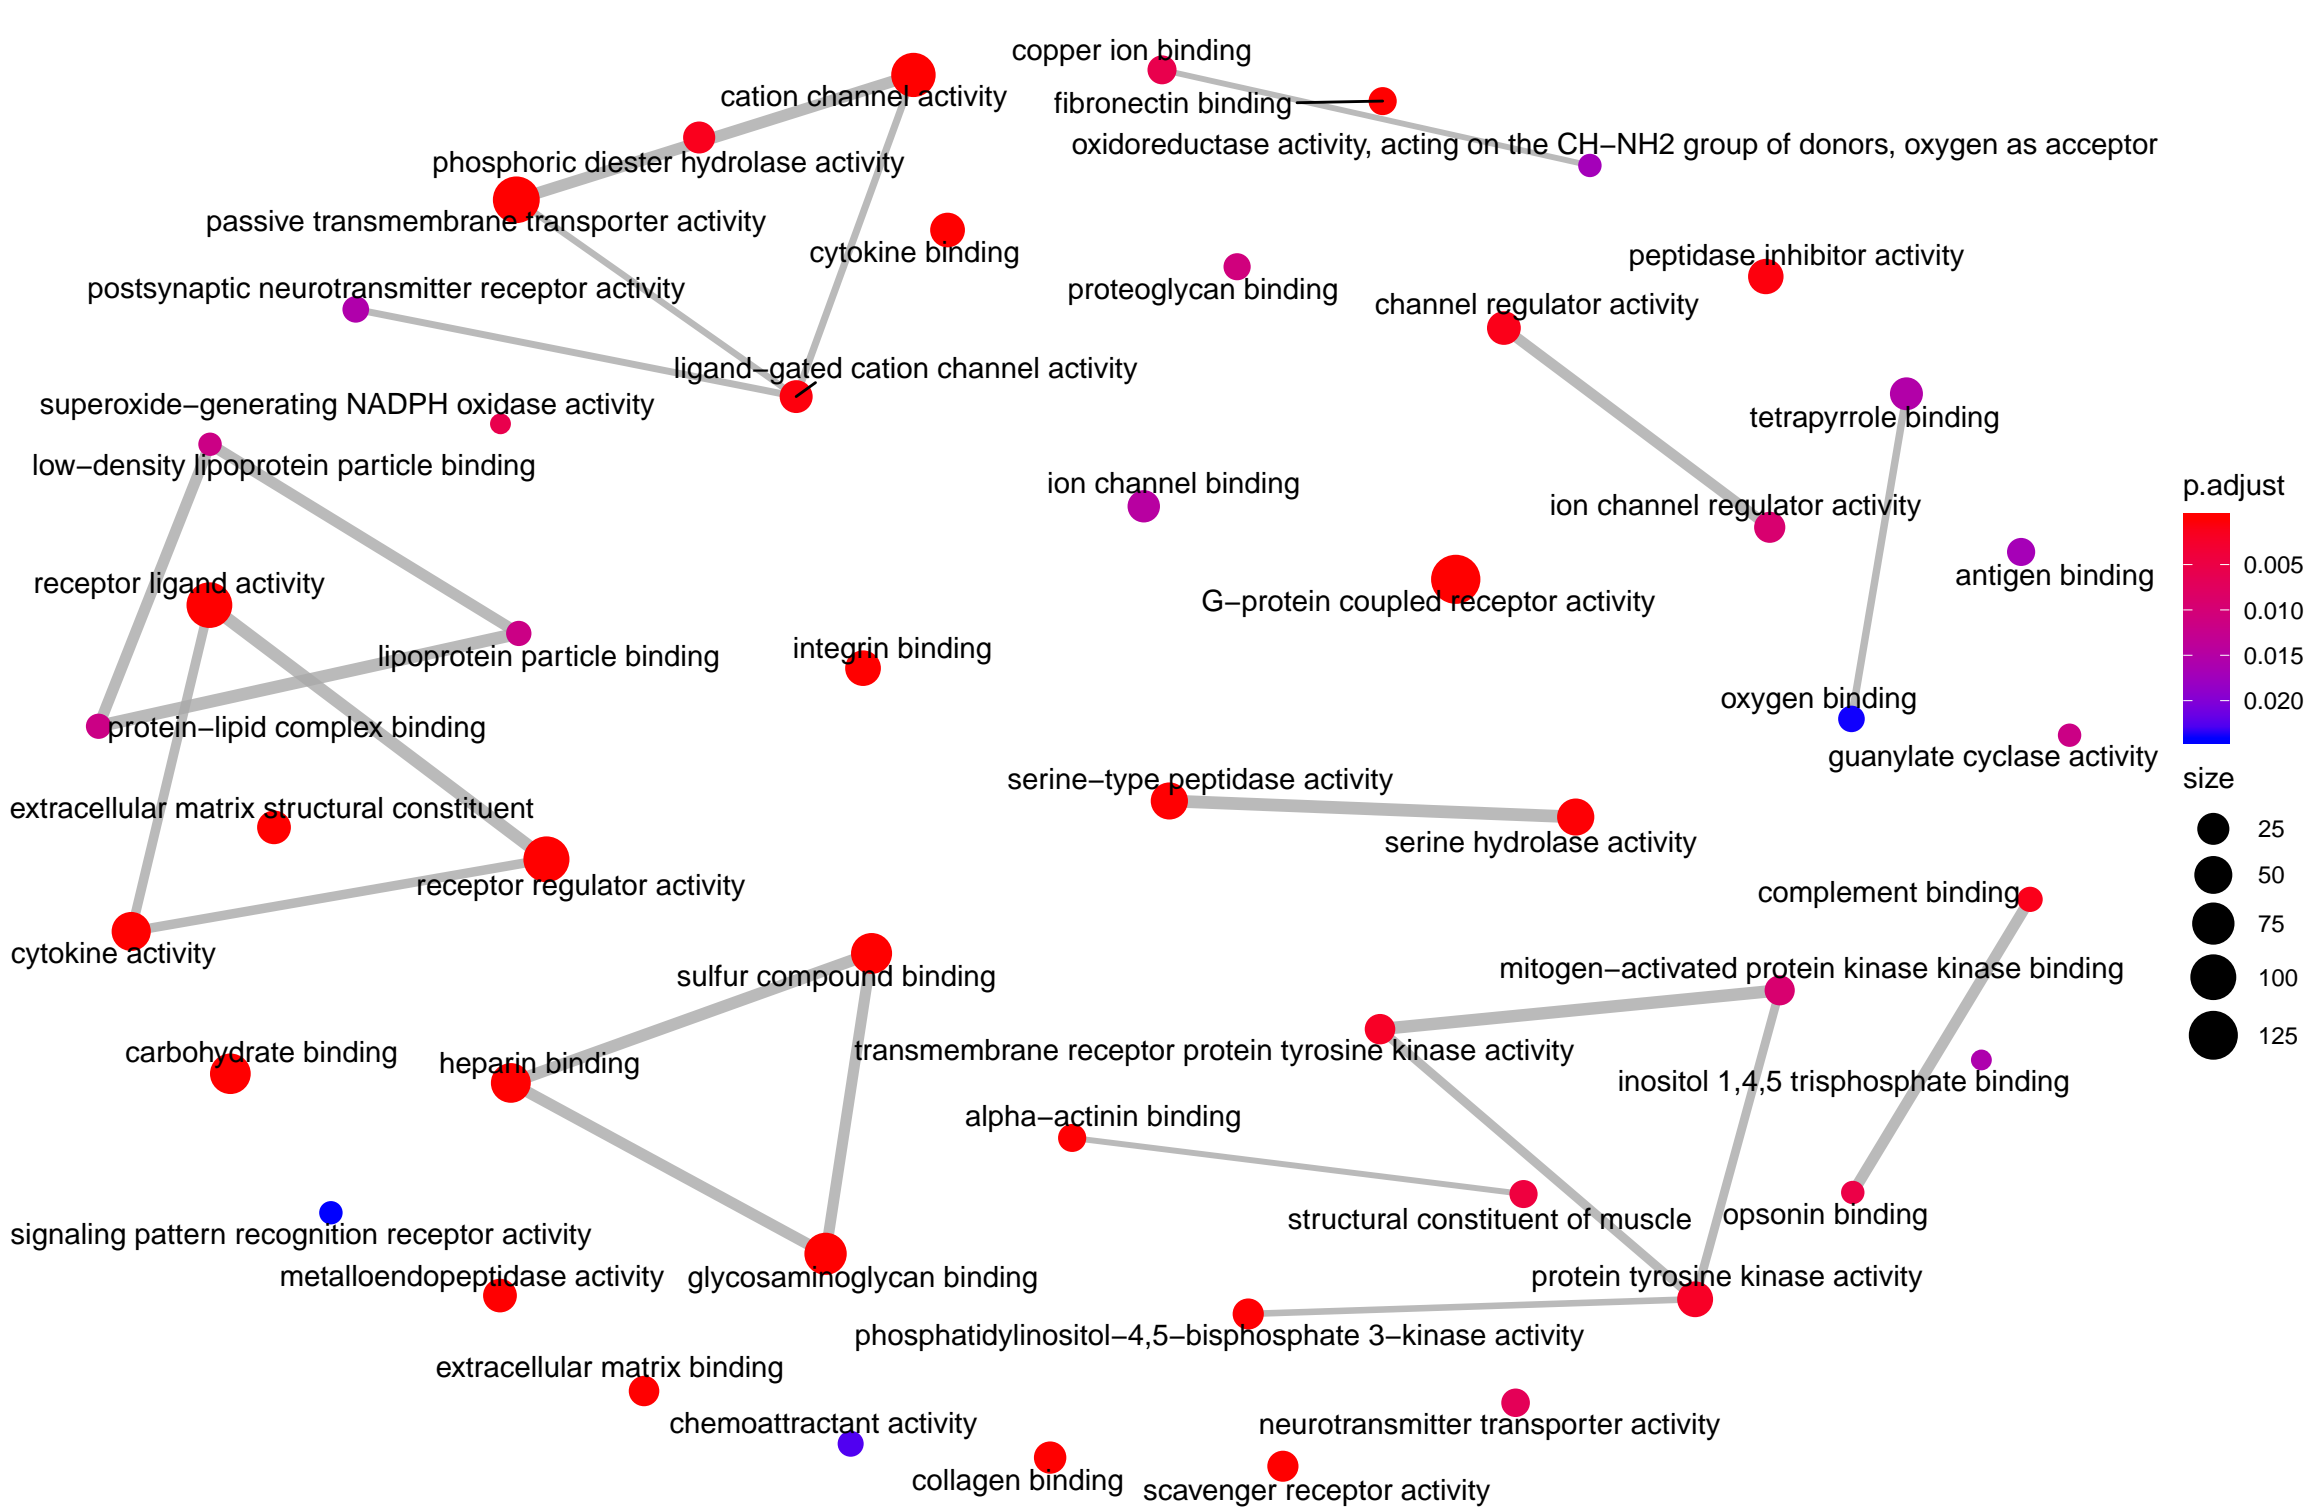 copper ion binding
cation channel activity
fibronectin binding
oxidoreductase activity, acting on the CH−NH2 group of donors, oxygen as acceptor
phosphoric diester hydrolase activity
passive transmembrane transporter activity
cytokine binding
peptidase inhibitor activity
postsynaptic neurotransmitter receptor activity
proteoglycan binding
channel regulator activity
ligand−gated cation channel activity
superoxide−generating NADPH oxidase activity
tetrapyrrole binding
low−density lipoprotein particle binding
ion channel binding
ion channel regulator activity
antigen binding
receptor ligand activity
G−protein coupled receptor activity
lipoprotein particle binding
integrin binding
oxygen binding
protein−lipid complex binding
guanylate cyclase activity
serine−type peptidase activity
extracellular matrix structural constituent
serine hydrolase activity
receptor regulator activity
complement binding
cytokine activity
sulfur compound binding
mitogen−activated protein kinase kinase binding
carbohydrate binding
heparin binding
transmembrane receptor protein tyrosine kinase activity
inositol 1,4,5 trisphosphate binding
alpha−actinin binding
structural constituent of muscle
opsonin binding
signaling pattern recognition receptor activity
metalloendopeptidase activity
glycosaminoglycan binding
protein tyrosine kinase activity
phosphatidylinositol−4,5−bisphosphate 3−kinase activity
extracellular matrix binding
chemoattractant activity
neurotransmitter transporter activity
collagen binding
scavenger receptor activity
p.adjust
0.005
0.010
0.015
0.020
size
25
50
75
100
125